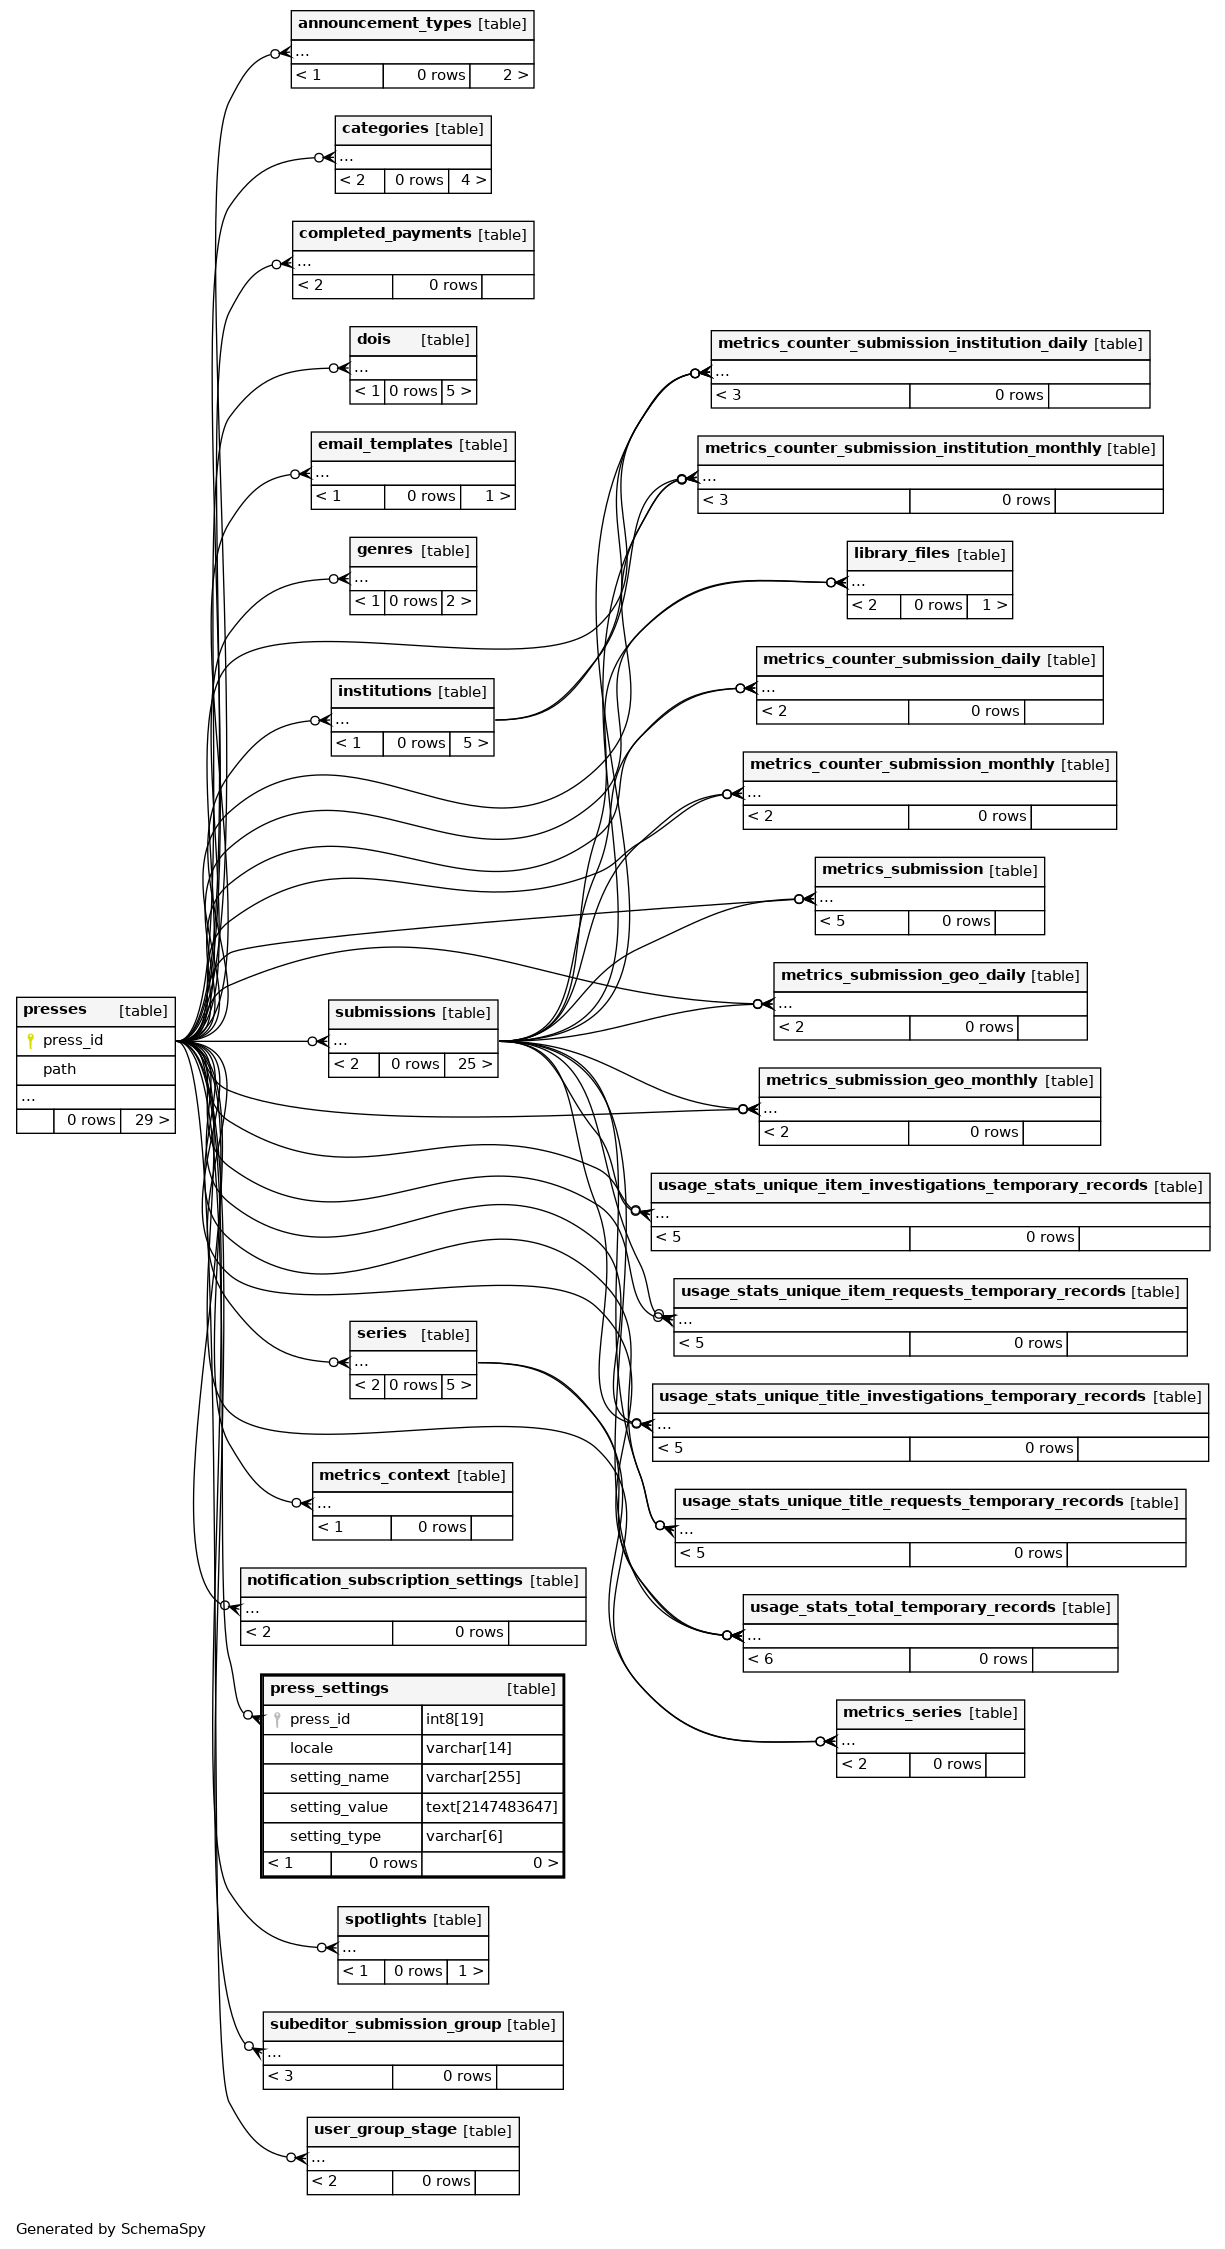 announcement_types [table]
...
< 1 0 rows 2 >
categories [table]
...
< 2 0 rows 4 >
completed_payments [table]
...
< 2 0 rows
dois [table]
...
< 1 0 rows 5 >
email_templates [table]
...
< 1 0 rows 1 >
genres [table]
...
< 1 0 rows 2 >
institutions [table]
...
< 1 0 rows 5 >
presses [table]
press_id
path
...
0 rows 29 >
submissions [table]
...
< 2 0 rows 25 >
series [table]
...
< 2 0 rows 5 >
metrics_context [table]
...
< 1 0 rows
notification_subscription_settings [table]
...
< 2 0 rows
press_settings [table]
press_id int8[19]
locale varchar[14]
setting_name varchar[255]
setting_value text[2147483647]
setting_type varchar[6]
< 1 0 rows 0 >
spotlights [table]
...
< 1 0 rows 1 >
subeditor_submission_group [table]
...
< 3 0 rows
user_group_stage [table]
...
< 2 0 rows
metrics_counter_submission_institution_daily [table]
...
< 3 0 rows
metrics_counter_submission_institution_monthly [table]
...
< 3 0 rows
library_files [table]
...
< 2 0 rows 1 >
metrics_counter_submission_daily [table]
...
< 2 0 rows
metrics_counter_submission_monthly [table]
...
< 2 0 rows
metrics_submission [table]
...
< 5 0 rows
metrics_submission_geo_daily [table]
...
< 2 0 rows
metrics_submission_geo_monthly [table]
...
< 2 0 rows
usage_stats_unique_item_investigations_temporary_records [table]
...
< 5 0 rows
usage_stats_unique_item_requests_temporary_records [table]
...
< 5 0 rows
usage_stats_unique_title_investigations_temporary_records [table]
...
< 5 0 rows
usage_stats_unique_title_requests_temporary_records [table]
...
< 5 0 rows
usage_stats_total_temporary_records [table]
...
< 6 0 rows
metrics_series [table]
...
< 2 0 rows
Generated by SchemaSpy